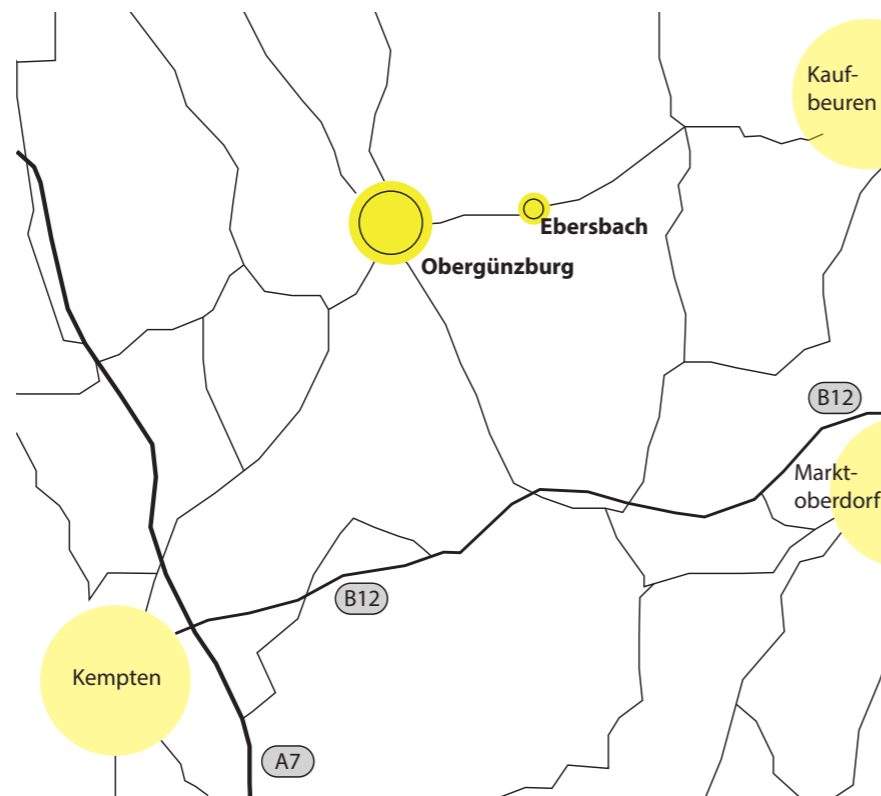 Kauf-
beuren
Ebersbach
Obergünzburg
B12
Markt-
oberdorf
B12
Kempten
A7